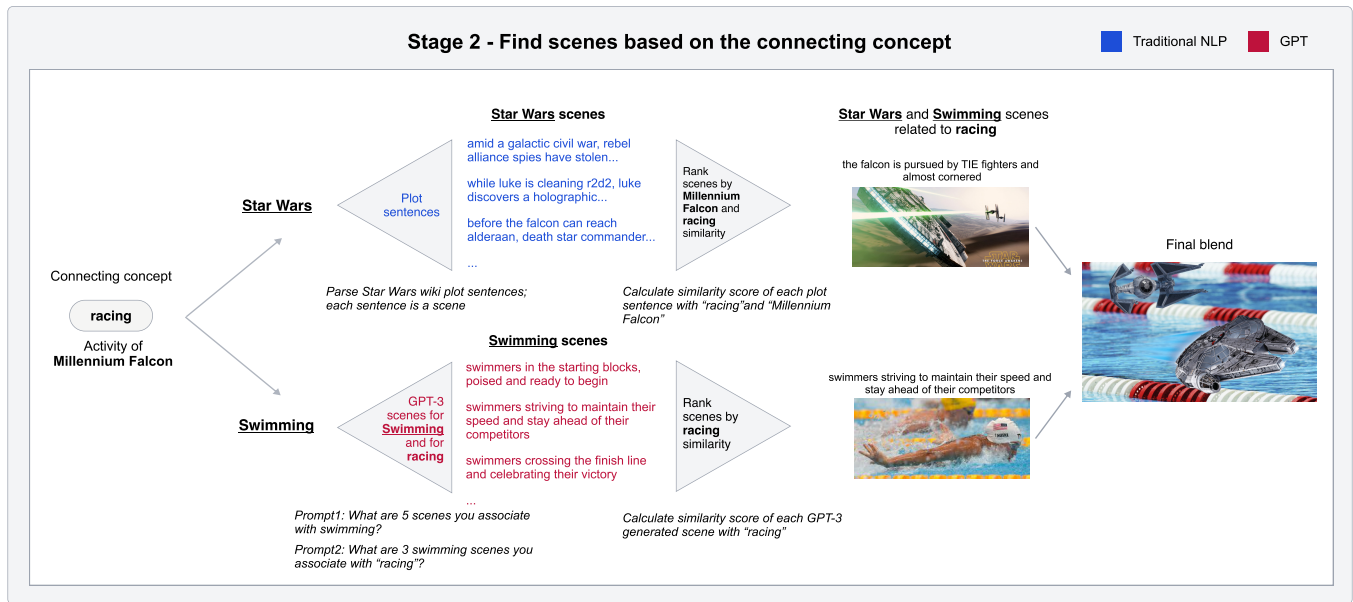 Stage 2 - Find scenes based on the connecting concept
Traditional NLP
GPT
Connecting concept
racing
Activity of
Millennium Falcon
Star Wars
Plot
sentences
Star Wars scenes
amid a galactic civil war, rebel
alliance spies have stolen...
while luke is cleaning r2d2, luke
discovers a holographic...
before the falcon can reach
alderaan, death star commander...
...
Parse Star Wars wiki plot sentences;
each sentence is a scene
Rank
scenes by
Millennium
Falcon and
racing
similarity
Calculate similarity score of each plot
sentence with “racing”and “Millennium
Falcon”
Star Wars and Swimming scenes
related to racing
the falcon is pursued by TIE fighters and
almost cornered
Swimming
GPT-3
scenes for
Swimming
and for
racing
Swimming scenes
swimmers in the starting blocks,
poised and ready to begin
swimmers striving to maintain their
speed and stay ahead of their
competitors
swimmers crossing the finish line
and celebrating their victory
...
Prompt1: What are 5 scenes you associate
with swimming?
Prompt2: What are 3 swimming scenes you
associate with “racing”?
Rank
scenes by
racing
similarity
Calculate similarity score of each GPT-3
generated scene with “racing”
swimmers striving to maintain their speed and
stay ahead of their competitors
Final blend